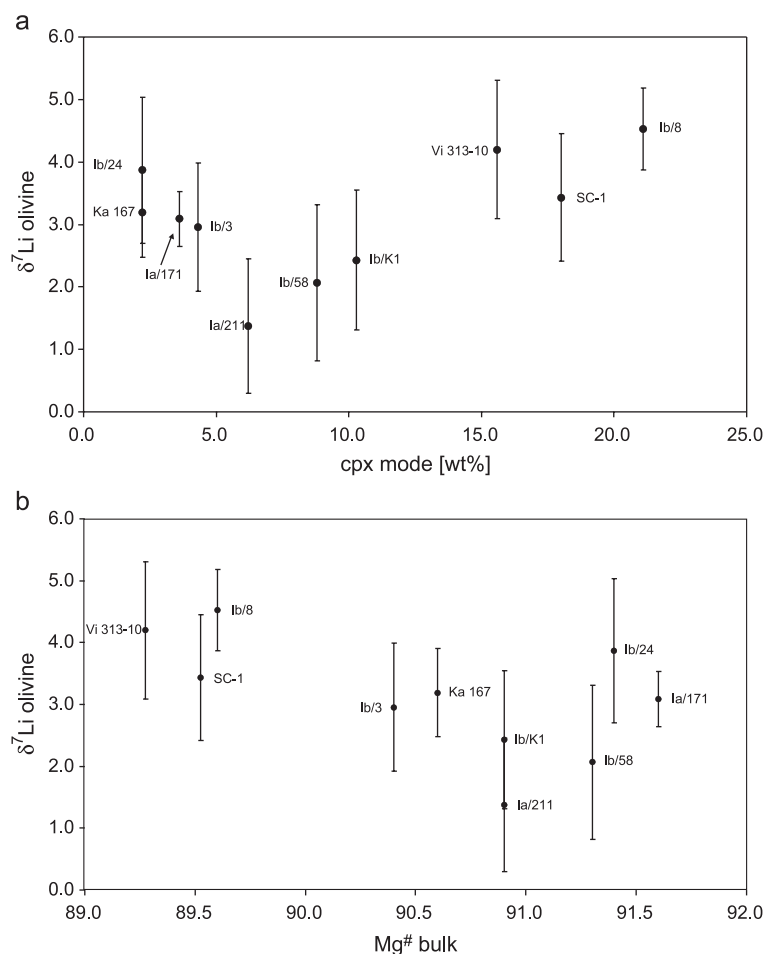 a
6.0
5.0
4.0
3.0
2.0
1.0
0.0
δ⁷Li olivine
Ib/24
Ka 167
Ia/171
Ib/3
Ia/211
Ib/58
Ib/K1
Vi 313-10
SC-1
Ib/8
0.0 5.0 10.0 15.0 20.0 25.0
cpx mode [wt%]
b
6.0
5.0
4.0
3.0
2.0
1.0
0.0
δ⁷Li olivine
Vi 313-10
Ib/8
SC-1
Ib/3
Ka 167
Ib/K1
Ia/211
Ib/58
Ib/24
Ia/171
89.0 89.5 90.0 90.5 91.0 91.5 92.0
Mg# bulk